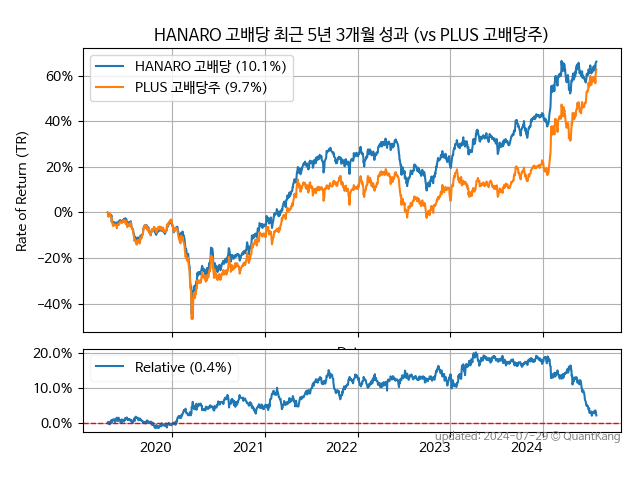 HANARO 고배당 최근 5년 3개월 성과 (vs PLUS 고배당주)
HANARO 고배당 (10.1%)
PLUS 고배당주 (9.7%)
Rate of Return (TR)
60%
40%
20%
0%
−20%
−40%
Relative (0.4%)
20.0%
10.0%
0.0%
2020
2021
2022
2023
2024
updated: 2024-07-29 © QuantKang